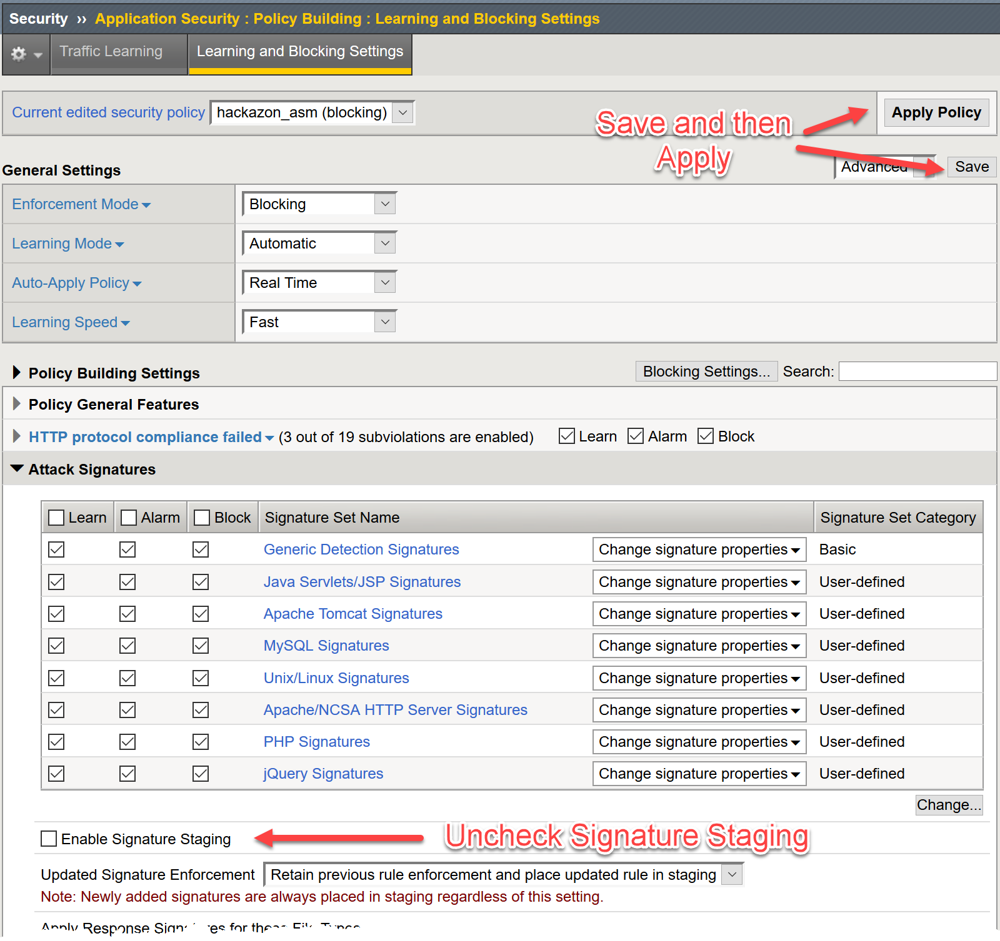 Security ›› Application Security : Policy Building : Learning and Blocking Settings
Traffic Learning
Learning and Blocking Settings
Current edited security policy hackazon_asm (blocking)
Save and then
Apply
Apply Policy
General Settings
Advanced
Save
Enforcement Mode Blocking
Learning Mode Automatic
Auto-Apply Policy Real Time
Learning Speed Fast
Policy Building Settings
Blocking Settings... Search:
Policy General Features
HTTP protocol compliance failed (3 out of 19 subviolations are enabled) Learn Alarm Block
Attack Signatures
Learn Alarm Block Signature Set Name Signature Set Category
Generic Detection Signatures Change signature properties Basic
Java Servlets/JSP Signatures Change signature properties User-defined
Apache Tomcat Signatures Change signature properties User-defined
MySQL Signatures Change signature properties User-defined
Unix/Linux Signatures Change signature properties User-defined
Apache/NCSA HTTP Server Signatures Change signature properties User-defined
PHP Signatures Change signature properties User-defined
jQuery Signatures Change signature properties User-defined
Change...
Enable Signature Staging
Uncheck Signature Staging
Updated Signature Enforcement Retain previous rule enforcement and place updated rule in staging
Note: Newly added signatures are always placed in staging regardless of this setting.
Apply Response Signatures for these File Types